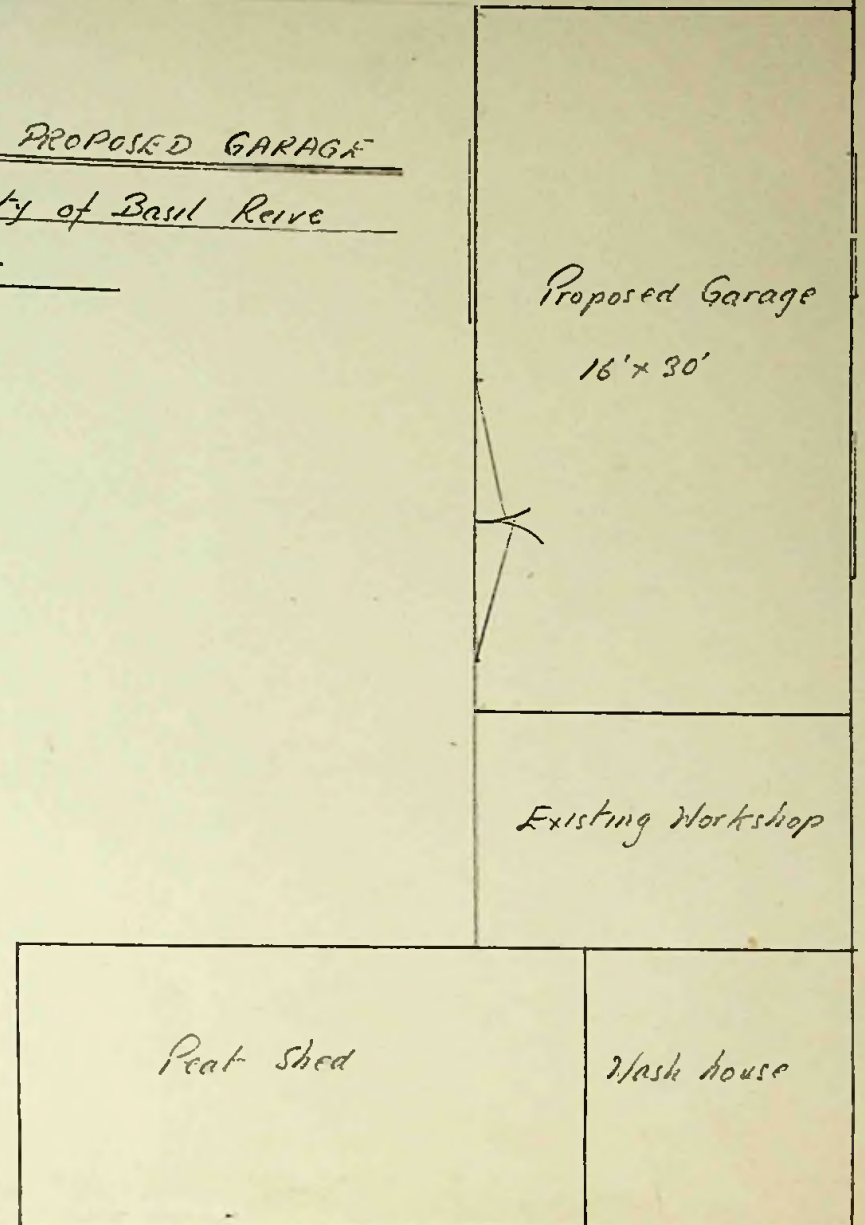 PROPOSED GARAGE
ty of Basil Reive
Proposed Garage
16' x 30'
Existing Workshop
Peat Shed
Wash house